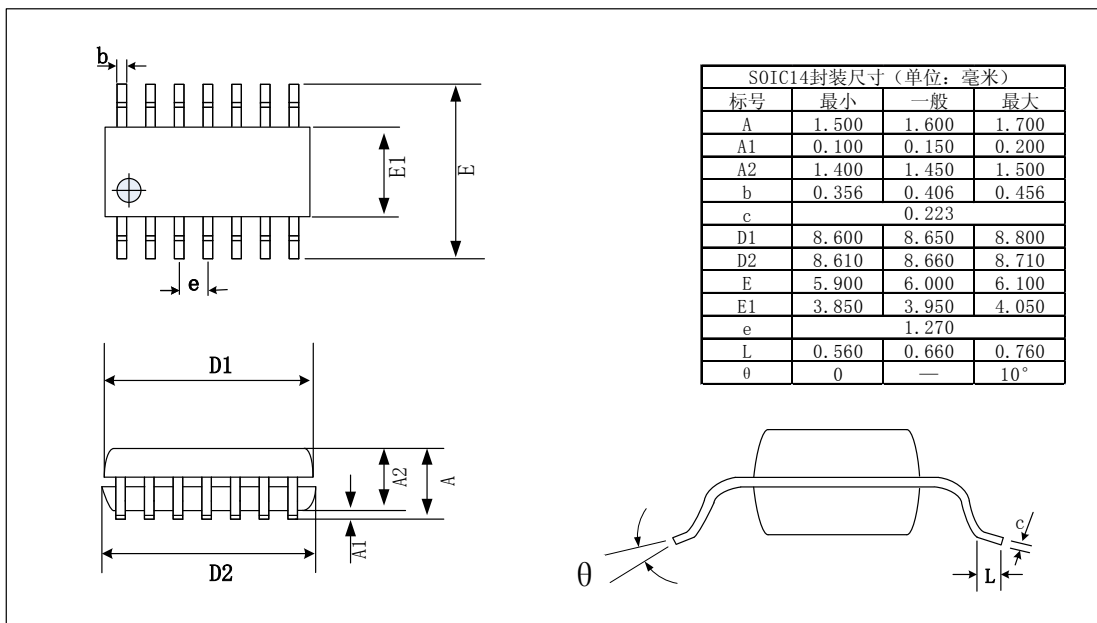 b
E1
E
e
SOIC14封装尺寸（单位：毫米）
标号 最小 一般 最大
A 1.500 1.600 1.700
A1 0.100 0.150 0.200
A2 1.400 1.450 1.500
b 0.356 0.406 0.456
c 0.223
D1 8.600 8.650 8.800
D2 8.610 8.660 8.710
E 5.900 6.000 6.100
E1 3.850 3.950 4.050
e 1.270
L 0.560 0.660 0.760
θ 0 — 10°
D1
A2
A
A1
D2
θ
c
L